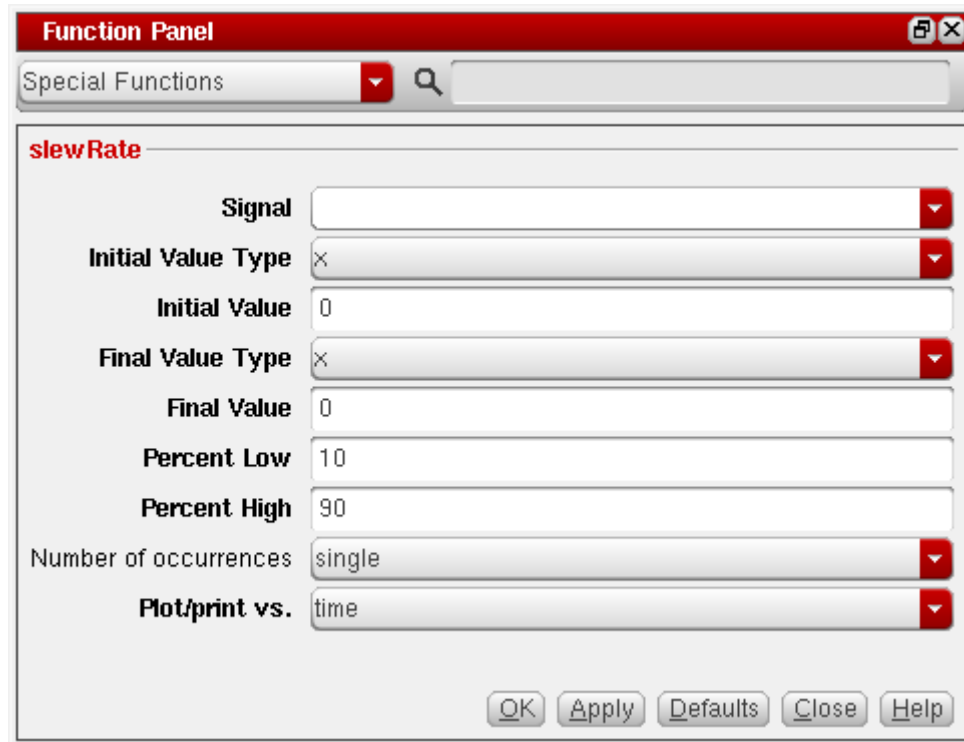 Function Panel
Special Functions
slewRate
Signal
Initial Value Type x
Initial Value 0
Final Value Type x
Final Value 0
Percent Low 10
Percent High 90
Number of occurrences single
Plot/print vs. time
OK Apply Defaults Close Help